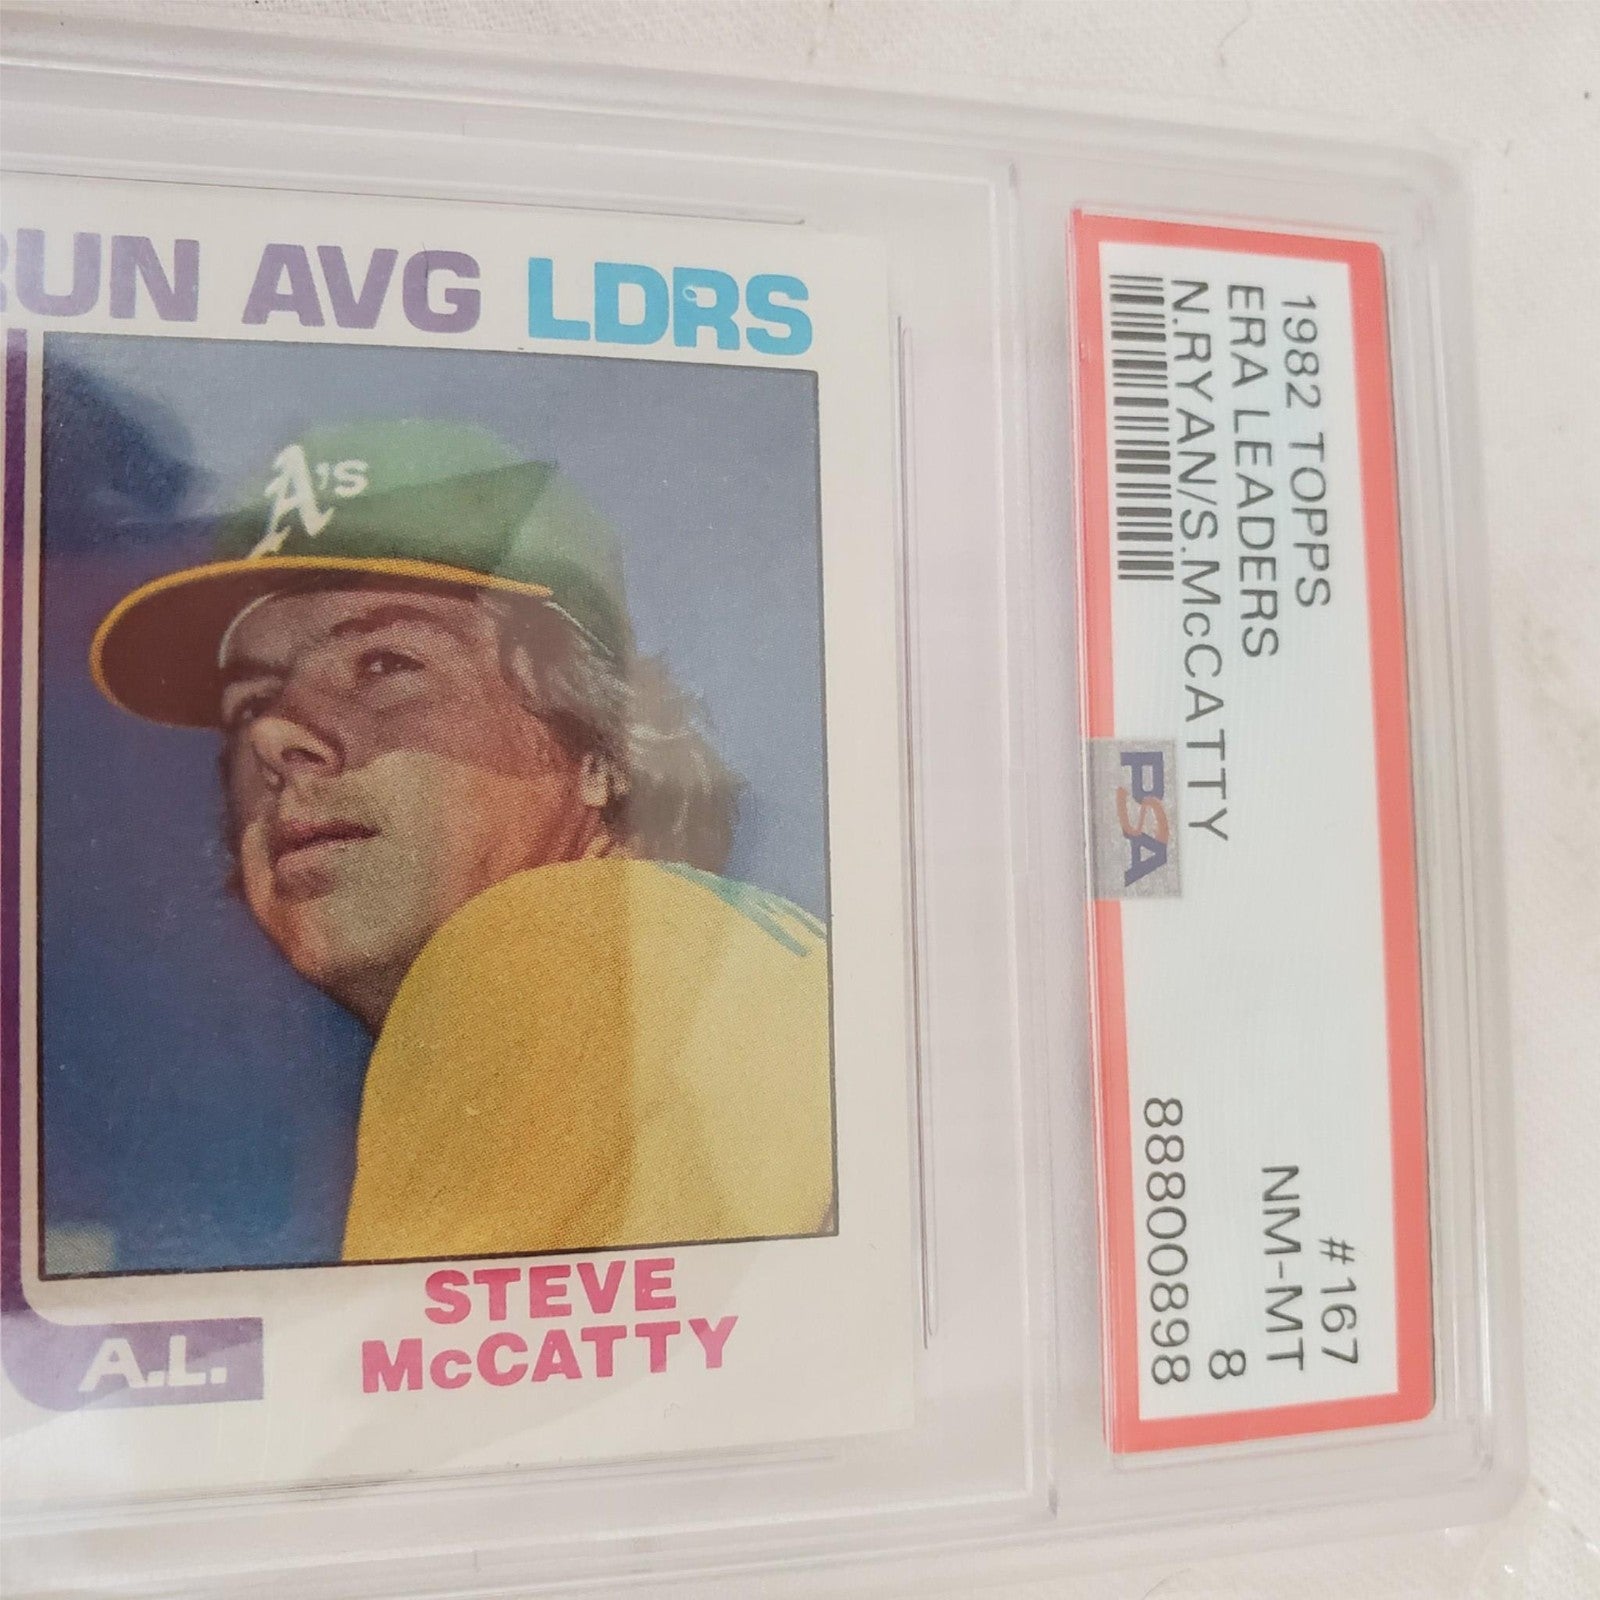 RUN AVG LDRS
A's
STEVE
McCATTY
A.L.
1982 TOPPS
#167
ERA LEADERS
NM-MT
N.RYAN/S.McCATTY
8
PSA
88800898